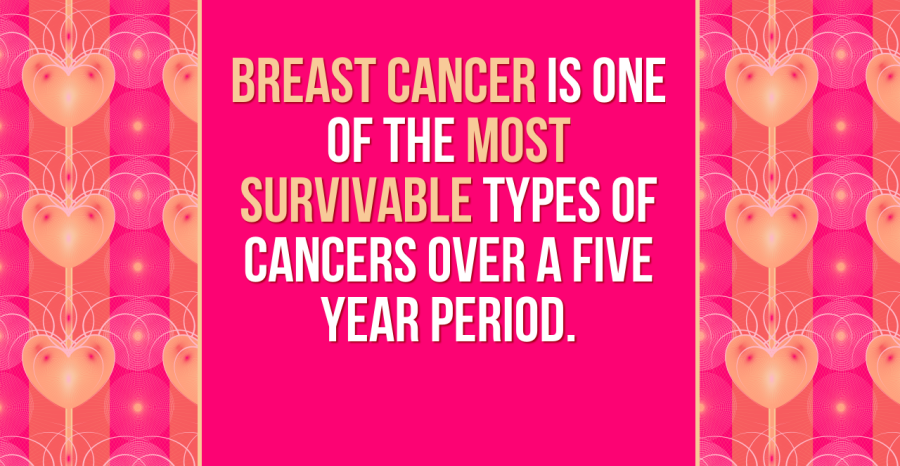 BREAST CANCER IS ONE
OF THE MOST
SURVIVABLE TYPES OF
CANCERS OVER A FIVE
YEAR PERIOD.